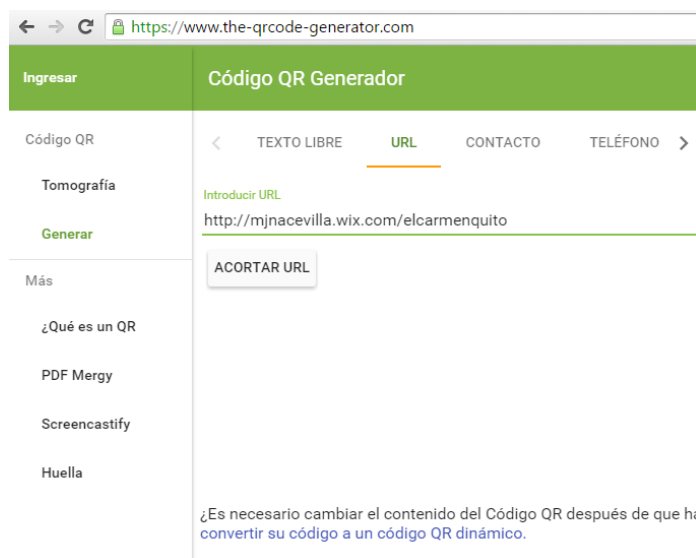 https://www.the-qrcode-generator.com
Ingresar
Código QR Generador
Código QR
Tomografía
Generar
Más
¿Qué es un QR
PDF Mergy
Screencastify
Huella
TEXTO LIBRE
URL
CONTACTO
TELÉFONO
Introducir URL
http://mjnacevilla.wix.com/elcarmenquito
ACORTAR URL
¿Es necesario cambiar el contenido del Código QR después de que ha
convertir su código a un código QR dinámico.